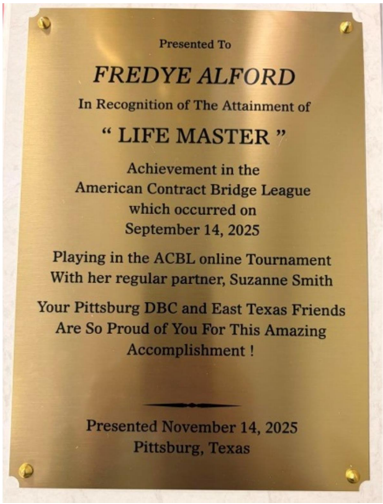 Presented To
FREDYE ALFORD
In Recognition of The Attainment of
“ LIFE MASTER ”
Achievement in the
American Contract Bridge League
which occurred on
September 14, 2025
Playing in the ACBL online Tournament
With her regular partner, Suzanne Smith
Your Pittsburg DBC and East Texas Friends
Are So Proud of You For This Amazing
Accomplishment !
Presented November 14, 2025
Pittsburg, Texas